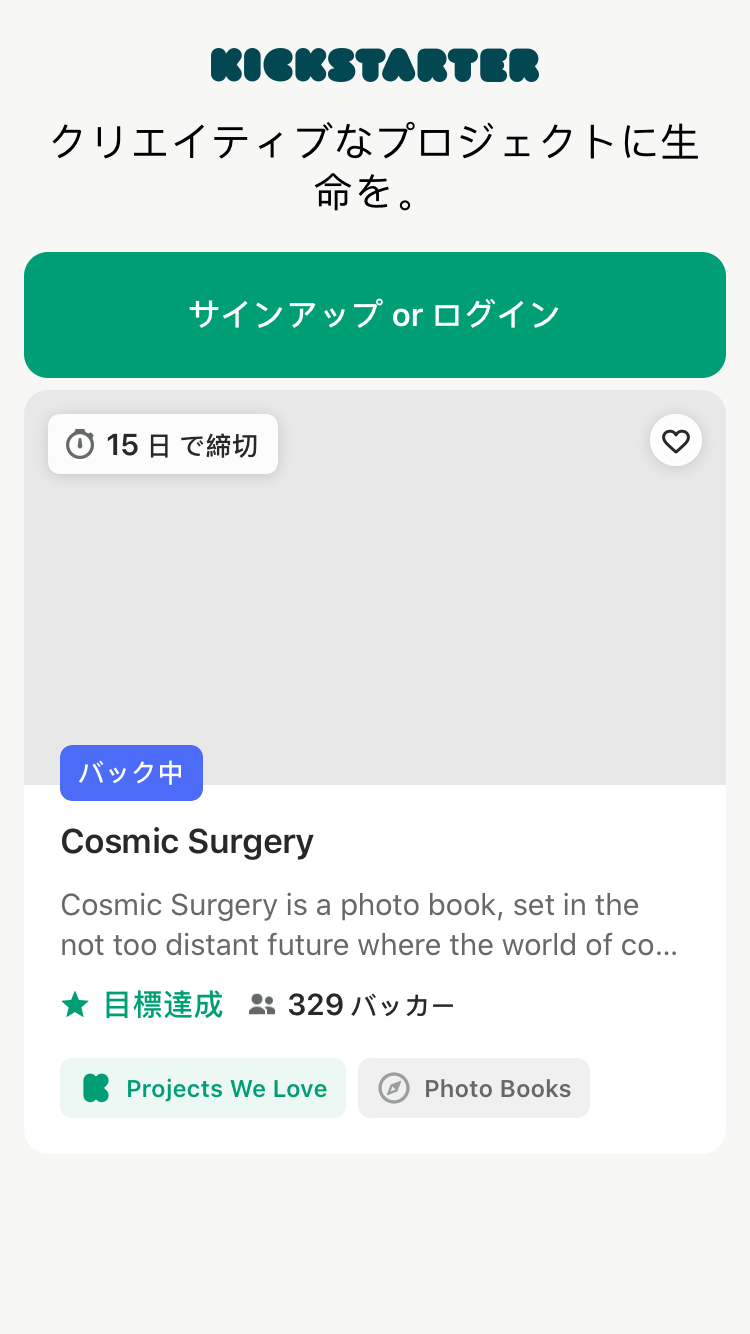 KICKSTARTER
クリエイティブなプロジェクトに生
命を。
サインアップ or ログイン
15 日 で締切
バック中
Cosmic Surgery
Cosmic Surgery is a photo book, set in the
not too distant future where the world of co...
目標達成 329 バッカー
Projects We Love Photo Books